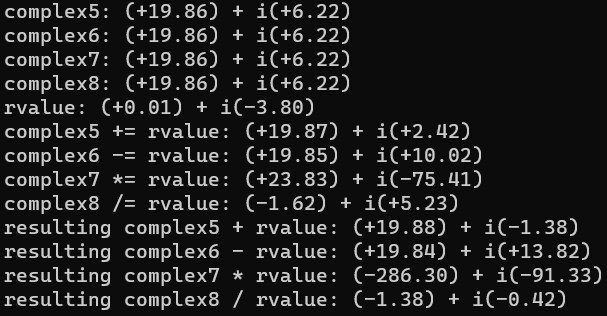 complex5: (+19.86) + i(+6.22)
complex6: (+19.86) + i(+6.22)
complex7: (+19.86) + i(+6.22)
complex8: (+19.86) + i(+6.22)
rvalue: (+0.01) + i(-3.80)
complex5 += rvalue: (+19.87) + i(+2.42)
complex6 -= rvalue: (+19.85) + i(+10.02)
complex7 *= rvalue: (+23.83) + i(-75.41)
complex8 /= rvalue: (-1.62) + i(+5.23)
resulting complex5 + rvalue: (+19.88) + i(-1.38)
resulting complex6 - rvalue: (+19.84) + i(+13.82)
resulting complex7 * rvalue: (-286.30) + i(-91.33)
resulting complex8 / rvalue: (-1.38) + i(-0.42)